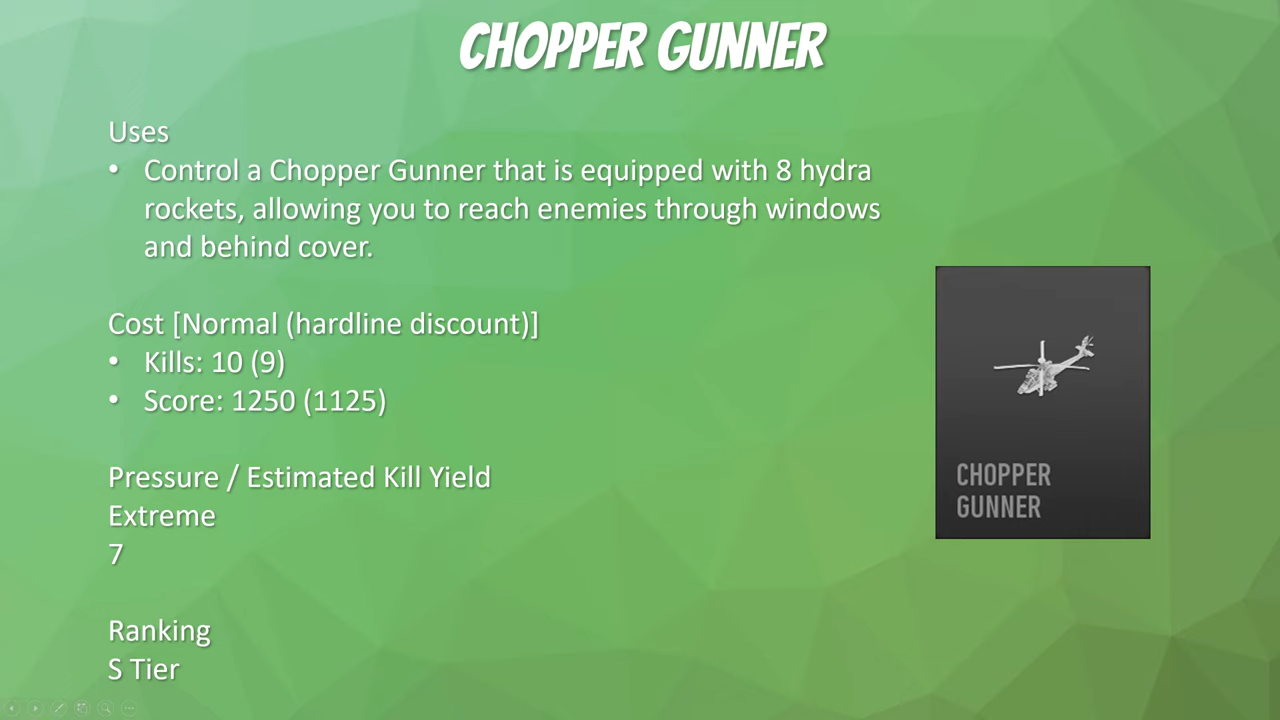 CHOPPER GUNNER
Uses
• Control a Chopper Gunner that is equipped with 8 hydra
rockets, allowing you to reach enemies through windows
and behind cover.
Cost [Normal (hardline discount)]
• Kills: 10 (9)
• Score: 1250 (1125)
Pressure / Estimated Kill Yield
Extreme
7
Ranking
S Tier
CHOPPER
GUNNER